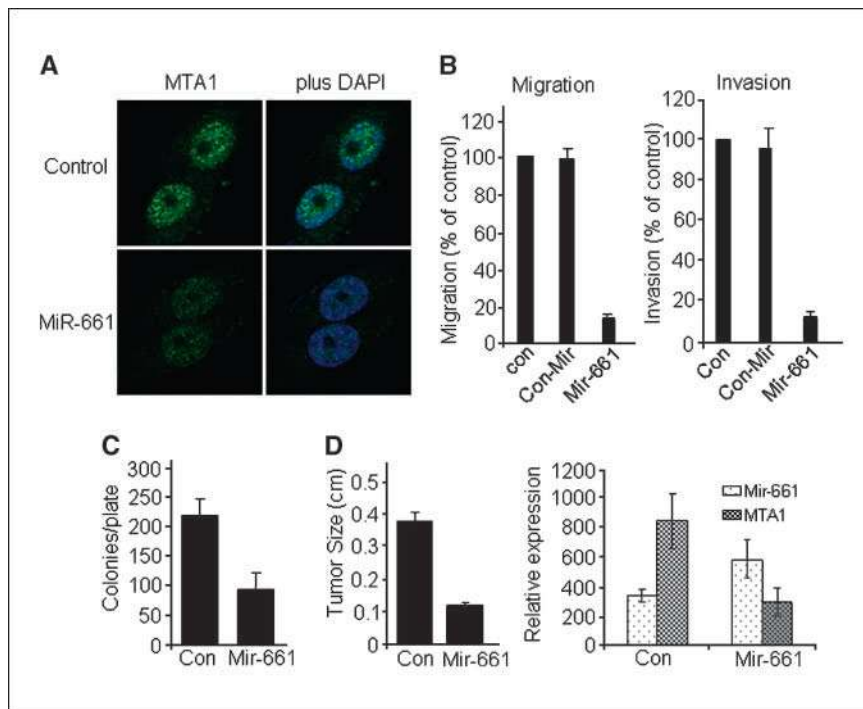 A
MTA1
plus DAPI
Control
MiR-661
B
Migration
Migration (% of control)
120
100
80
60
40
20
0
con
Con-Mir
Mir-661
Invasion
Invasion (% of control)
120
100
80
60
40
20
0
Con
Con-Mir
Mir-661
C
Colonies/plate
300
250
200
150
100
50
0
Con
Mir-661
D
Tumor Size (cm)
0.5
0.4
0.3
0.2
0.1
0
Con
Mir-661
Relative expression
1200
1000
800
600
400
200
0
Mir-661
MTA1
Con
Mir-661